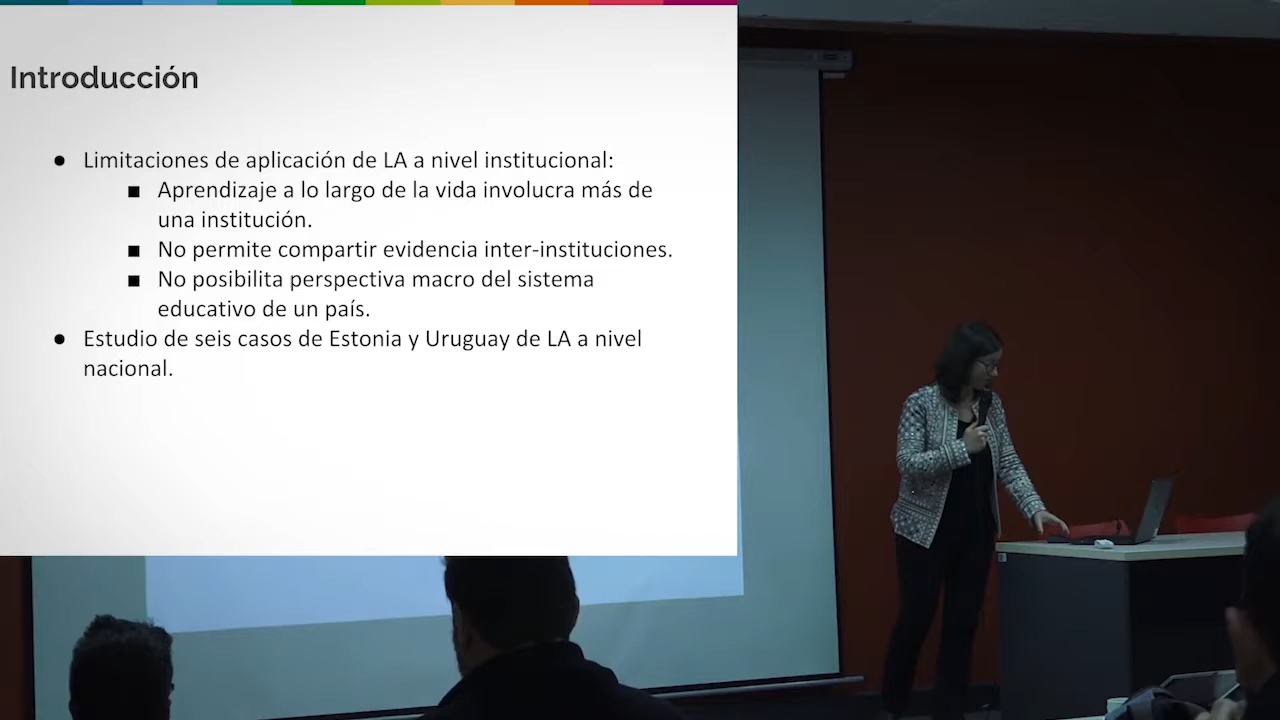 Introducción
● Limitaciones de aplicación de LA a nivel institucional:
■ Aprendizaje a lo largo de la vida involucra más de
una institución.
■ No permite compartir evidencia inter-instituciones.
■ No posibilita perspectiva macro del sistema
educativo de un país.
● Estudio de seis casos de Estonia y Uruguay de LA a nivel
nacional.